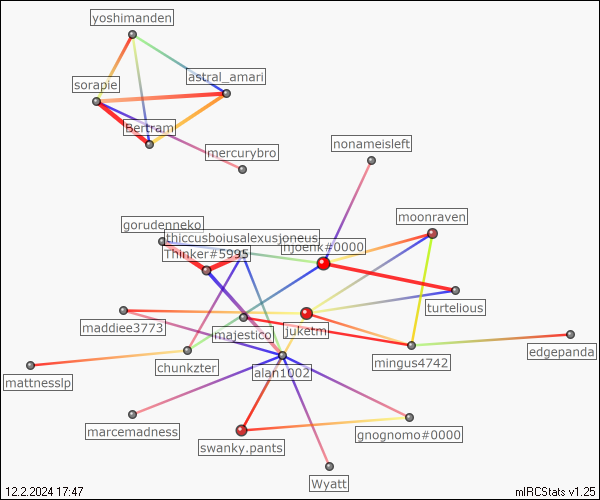 yoshimanden
astral_amari
sorapie
Bertram
mercurybro
nonameisleft
moonraven
gorudenneko
thiccusboiusalexusjoneus
njoenk#0000
Thinker#5995
turtelious
maddiee3773
majestico
juketm
edgepanda
chunkzter
mingus4742
alan1002
mattnesslp
marcemadness
gnognomo#0000
swanky.pants
Wyatt
12.2.2024 17:47
mIRCStats v1.25